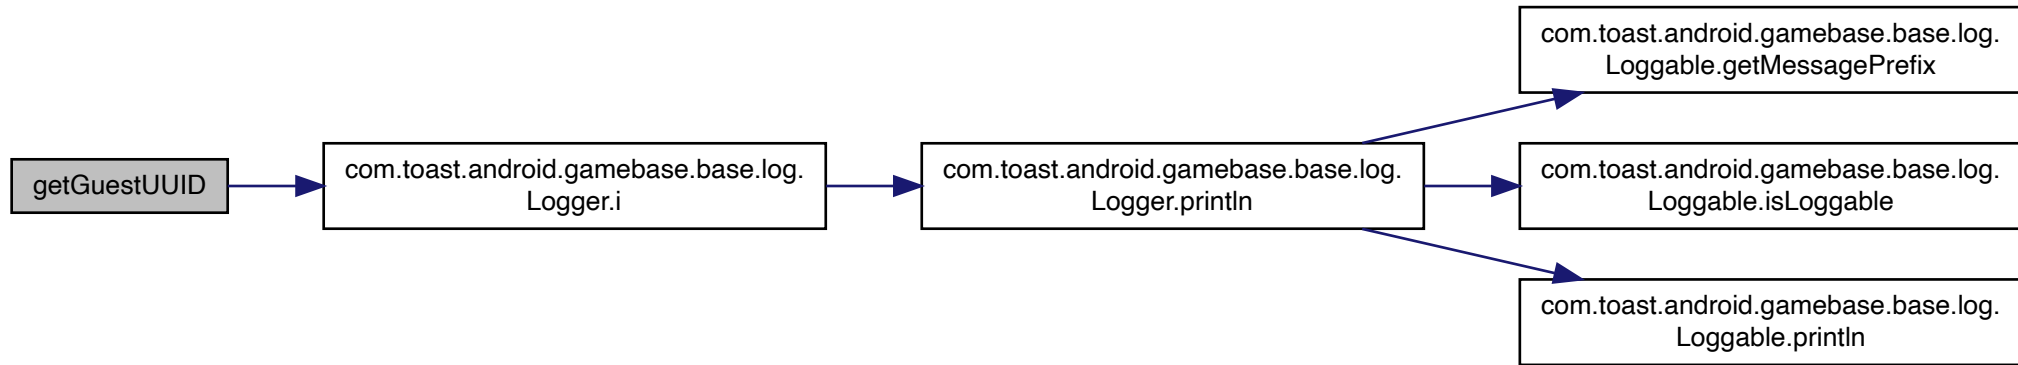 getGuestUUID
com.toast.android.gamebase.base.log.
Logger.i
com.toast.android.gamebase.base.log.
Logger.println
com.toast.android.gamebase.base.log.
Loggable.getMessagePrefix
com.toast.android.gamebase.base.log.
Loggable.isLoggable
com.toast.android.gamebase.base.log.
Loggable.println